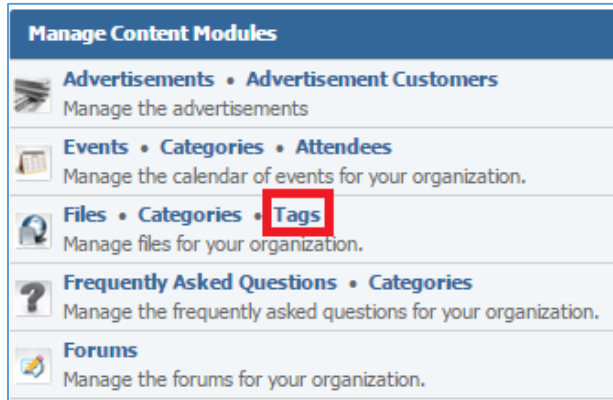 Manage Content Modules
Advertisements • Advertisement Customers
Manage the advertisements
Events • Categories • Attendees
Manage the calendar of events for your organization.
Files • Categories • Tags
Manage files for your organization.
Frequently Asked Questions • Categories
Manage the frequently asked questions for your organization.
Forums
Manage the forums for your organization.